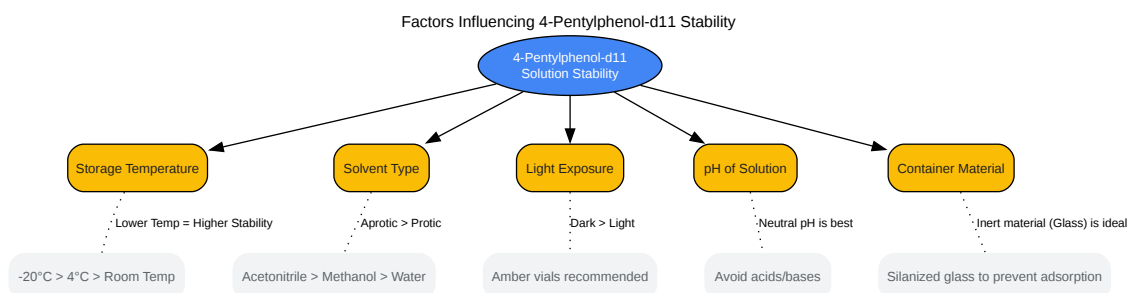 Factors Influencing 4-Pentylphenol-d11 Stability
4-Pentylphenol-d11
Solution Stability
Storage Temperature
Solvent Type
Light Exposure
pH of Solution
Container Material
Lower Temp = Higher Stability
Aprotic > Protic
Dark > Light
Neutral pH is best
Inert material (Glass) is ideal
-20°C > 4°C > Room Temp
Acetonitrile > Methanol > Water
Amber vials recommended
Avoid acids/bases
Silanized glass to prevent adsorption